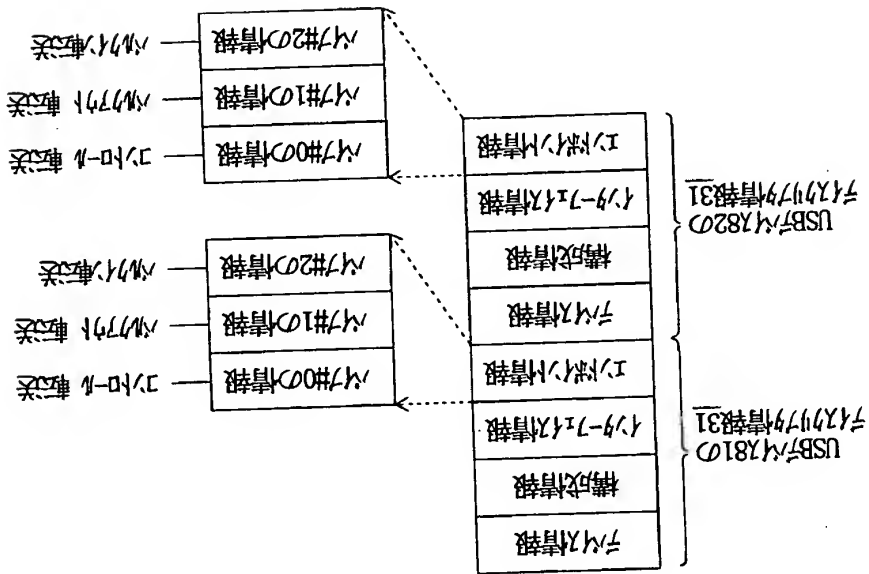 USBデバイス81の
ディスクリプタ情報31
デバイス情報
構成情報
インターフェイス情報
エンドポイント情報
パイプ#0の情報
コントロール転送
パイプ#1の情報
バルクアウト転送
パイプ#2の情報
バルクイン転送
USBデバイス82の
ディスクリプタ情報31
デバイス情報
構成情報
インターフェイス情報
エンドポイント情報
パイプ#0の情報
コントロール転送
パイプ#1の情報
バルクアウト転送
パイプ#2の情報
バルクイン転送